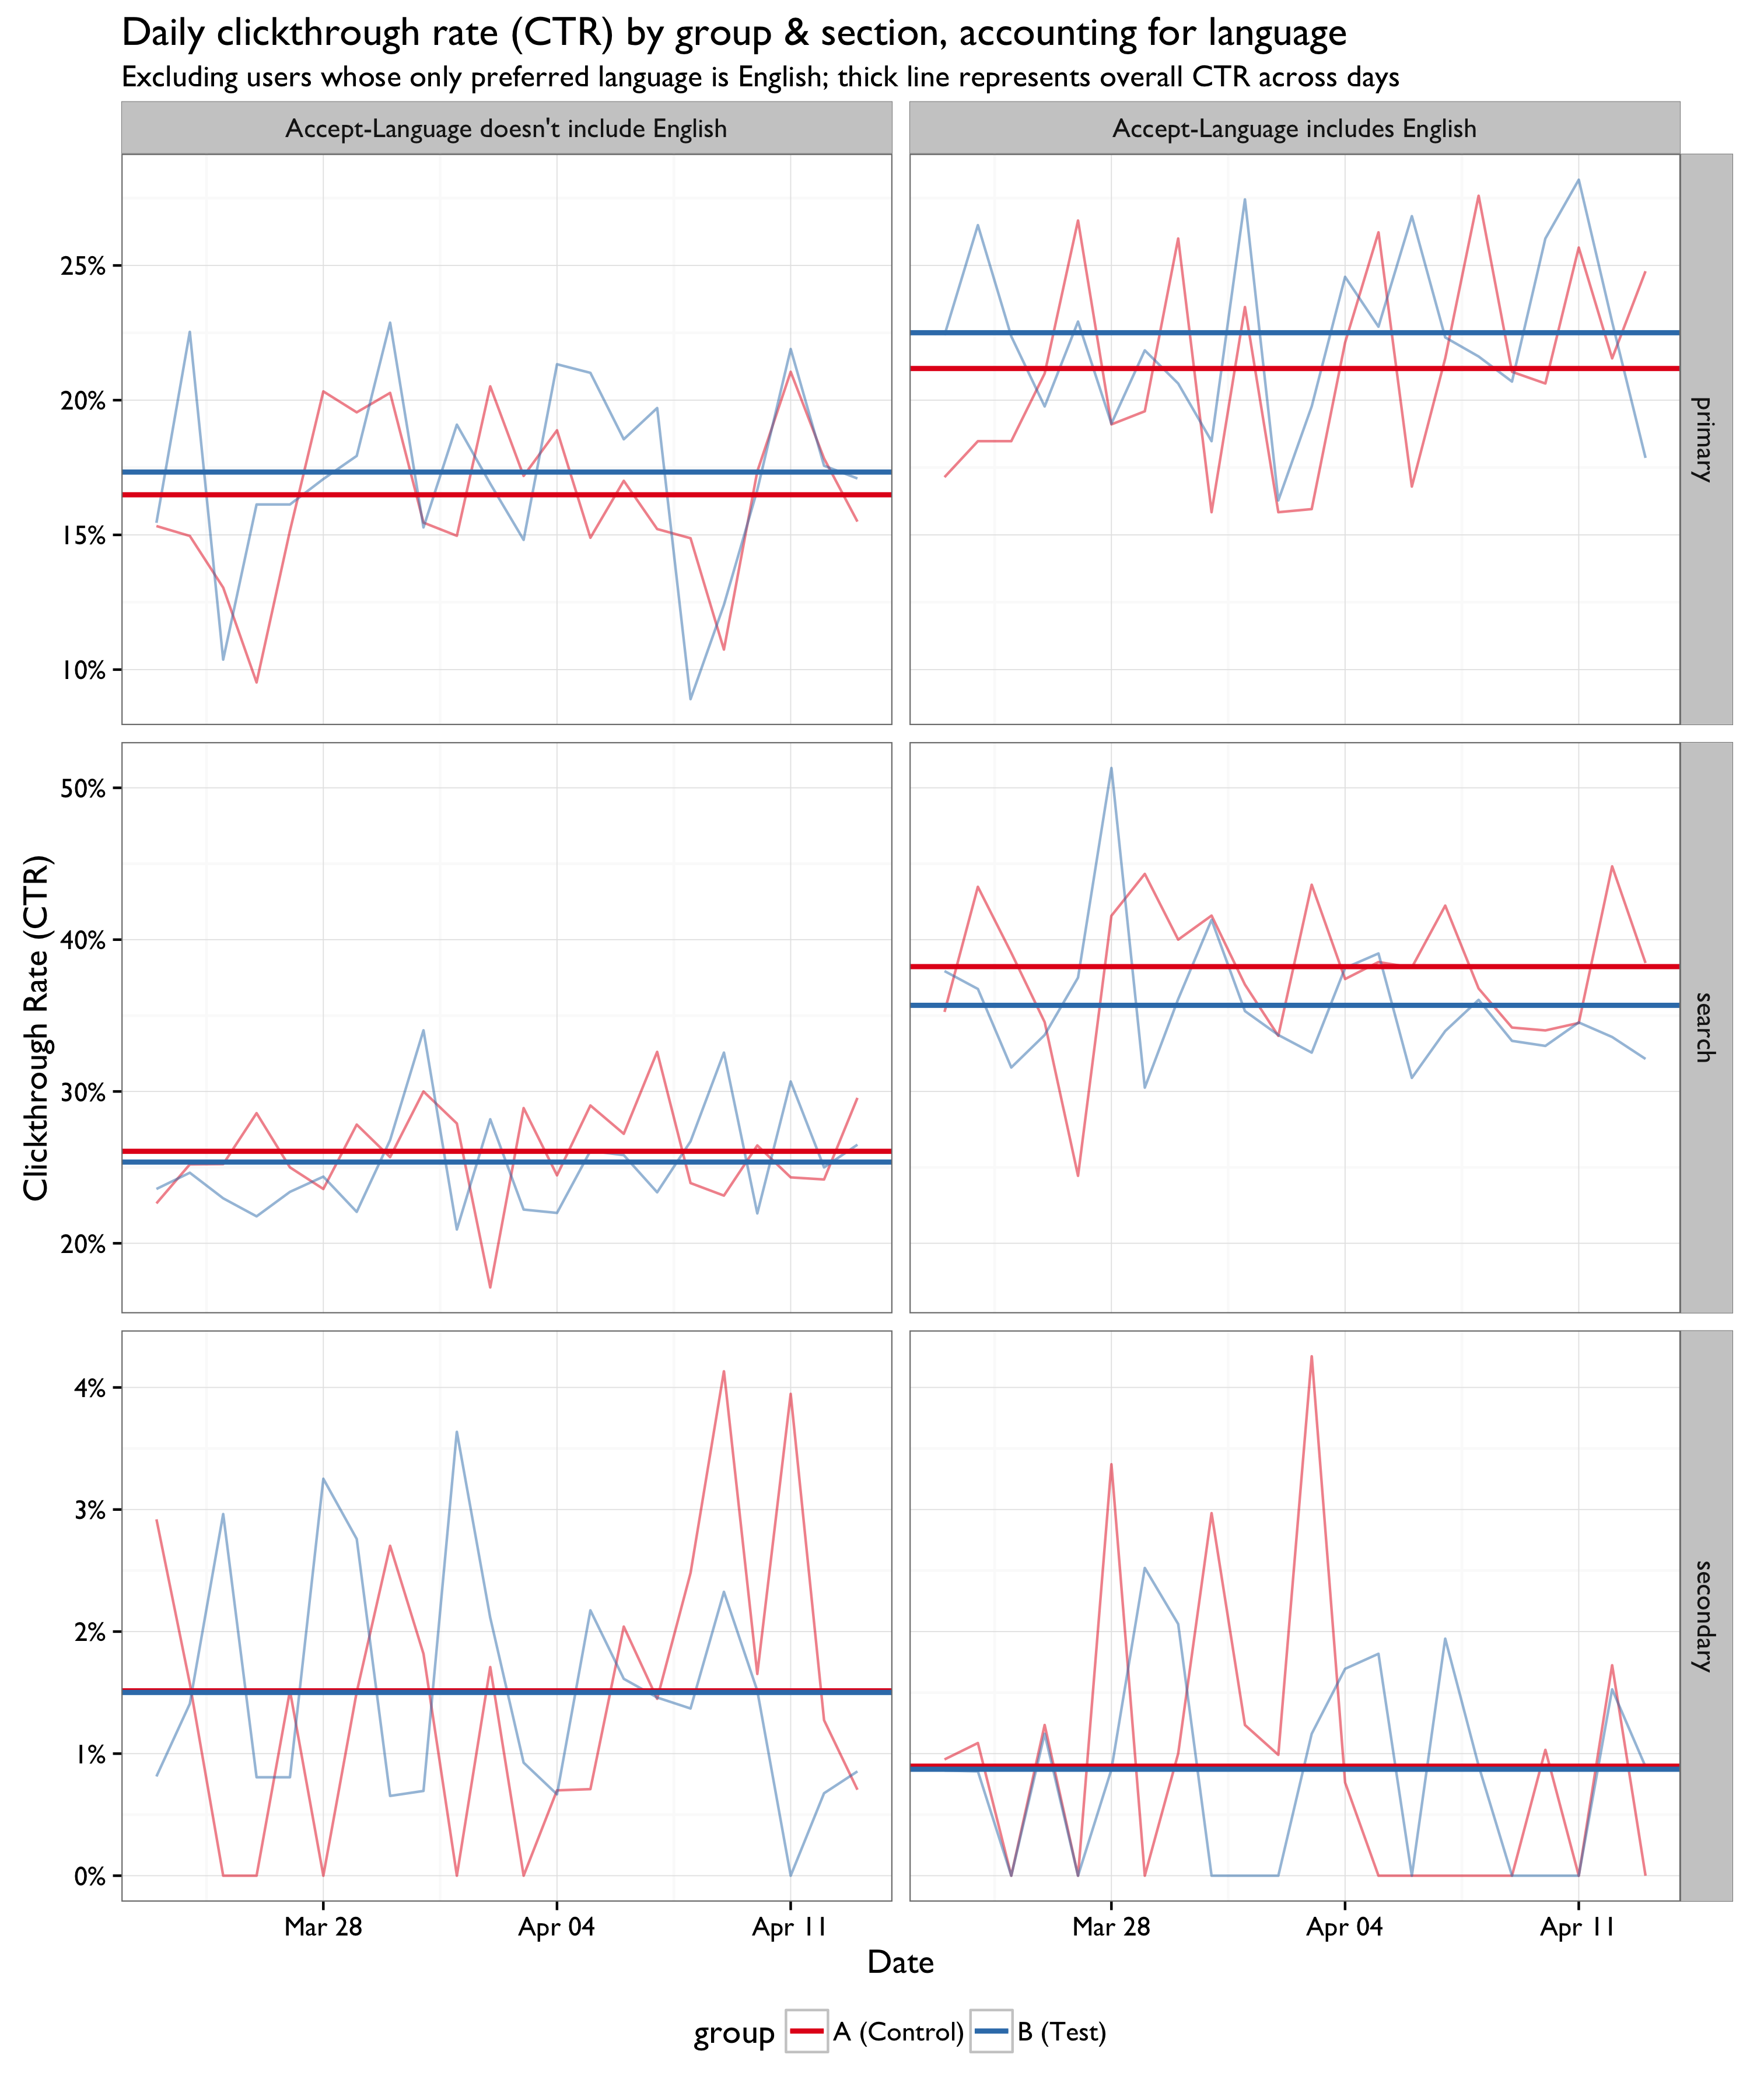 Daily clickthrough rate (CTR) by group & section, accounting for language
Excluding users whose only preferred language is English; thick line represents overall CTR across days
Accept-Language doesn't include English
Accept-Language includes English
25%
20%
15%
10%
primary
50%
40%
30%
20%
search
4%
3%
2%
1%
0%
secondary
Clickthrough Rate (CTR)
Mar 28
Apr 04
Apr 11
Mar 28
Apr 04
Apr 11
Date
group
A (Control)
B (Test)